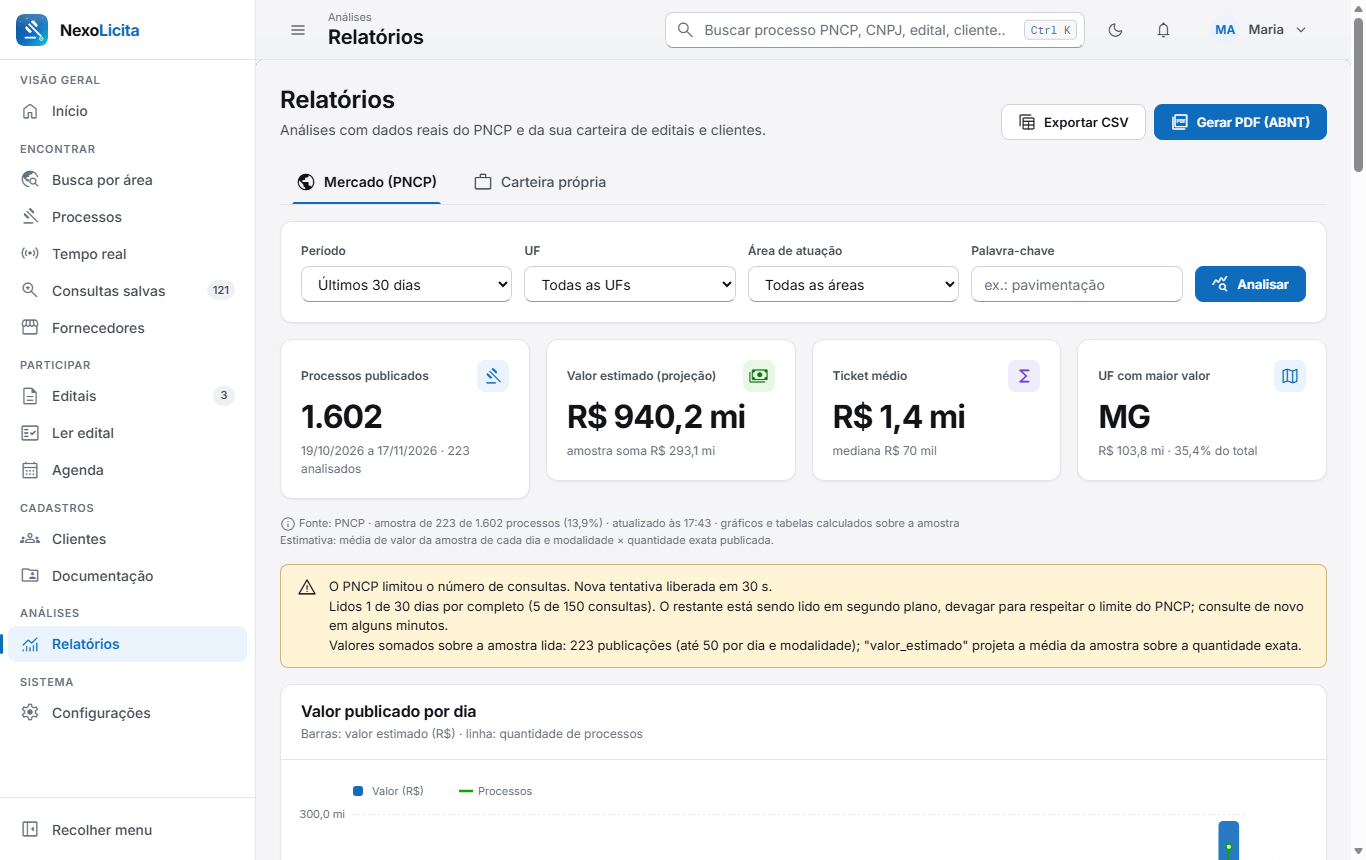 NexoLicita
VISÃO GERAL
Início
ENCONTRAR
Busca por área
Processos
Tempo real
Consultas salvas 121
Fornecedores
PARTICIPAR
Editais 3
Ler edital
Agenda
CADASTROS
Clientes
Documentação
ANÁLISES
Relatórios
SISTEMA
Configurações
Recolher menu
Análises
Relatórios
Buscar processo PNCP, CNPJ, edital, cliente.. Ctrl K
MA Maria
Relatórios
Análises com dados reais do PNCP e da sua carteira de editais e clientes.
Exportar CSV
PDF Gerar PDF (ABNT)
Mercado (PNCP) Carteira própria
Período UF Área de atuação Palavra-chave
Últimos 30 dias Todas as UFs Todas as áreas ex.: pavimentação Analisar
Processos publicados
1.602
19/10/2026 a 17/11/2026 · 223
analisados
Valor estimado (projeção)
R$ 940,2 mi
amostra soma R$ 293,1 mi
Ticket médio
Σ
R$ 1,4 mi
mediana R$ 70 mil
UF com maior valor
MG
R$ 103,8 mi · 35,4% do total
Fonte: PNCP · amostra de 223 de 1.602 processos (13,9%) · atualizado às 17:43 · gráficos e tabelas calculados sobre a amostra
Estimativa: média de valor da amostra de cada dia e modalidade × quantidade exata publicada.
O PNCP limitou o número de consultas. Nova tentativa liberada em 30 s.
Lidos 1 de 30 dias por completo (5 de 150 consultas). O restante está sendo lido em segundo plano, devagar para respeitar o limite do PNCP; consulte de novo
em alguns minutos.
Valores somados sobre a amostra lida: 223 publicações (até 50 por dia e modalidade); "valor_estimado" projeta a média da amostra sobre a quantidade exata.
Valor publicado por dia
Barras: valor estimado (R$) · linha: quantidade de processos
Valor (R$) Processos
300,0 mi